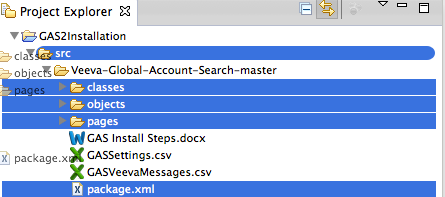 Project Explorer
GAS2Installation
src
classes
Veeva-Global-Account-Search-master
objects
classes
pages
objects
pages
GAS Install Steps.docx
package.xml
GASSettings.csv
GASVeevaMessages.csv
package.xml